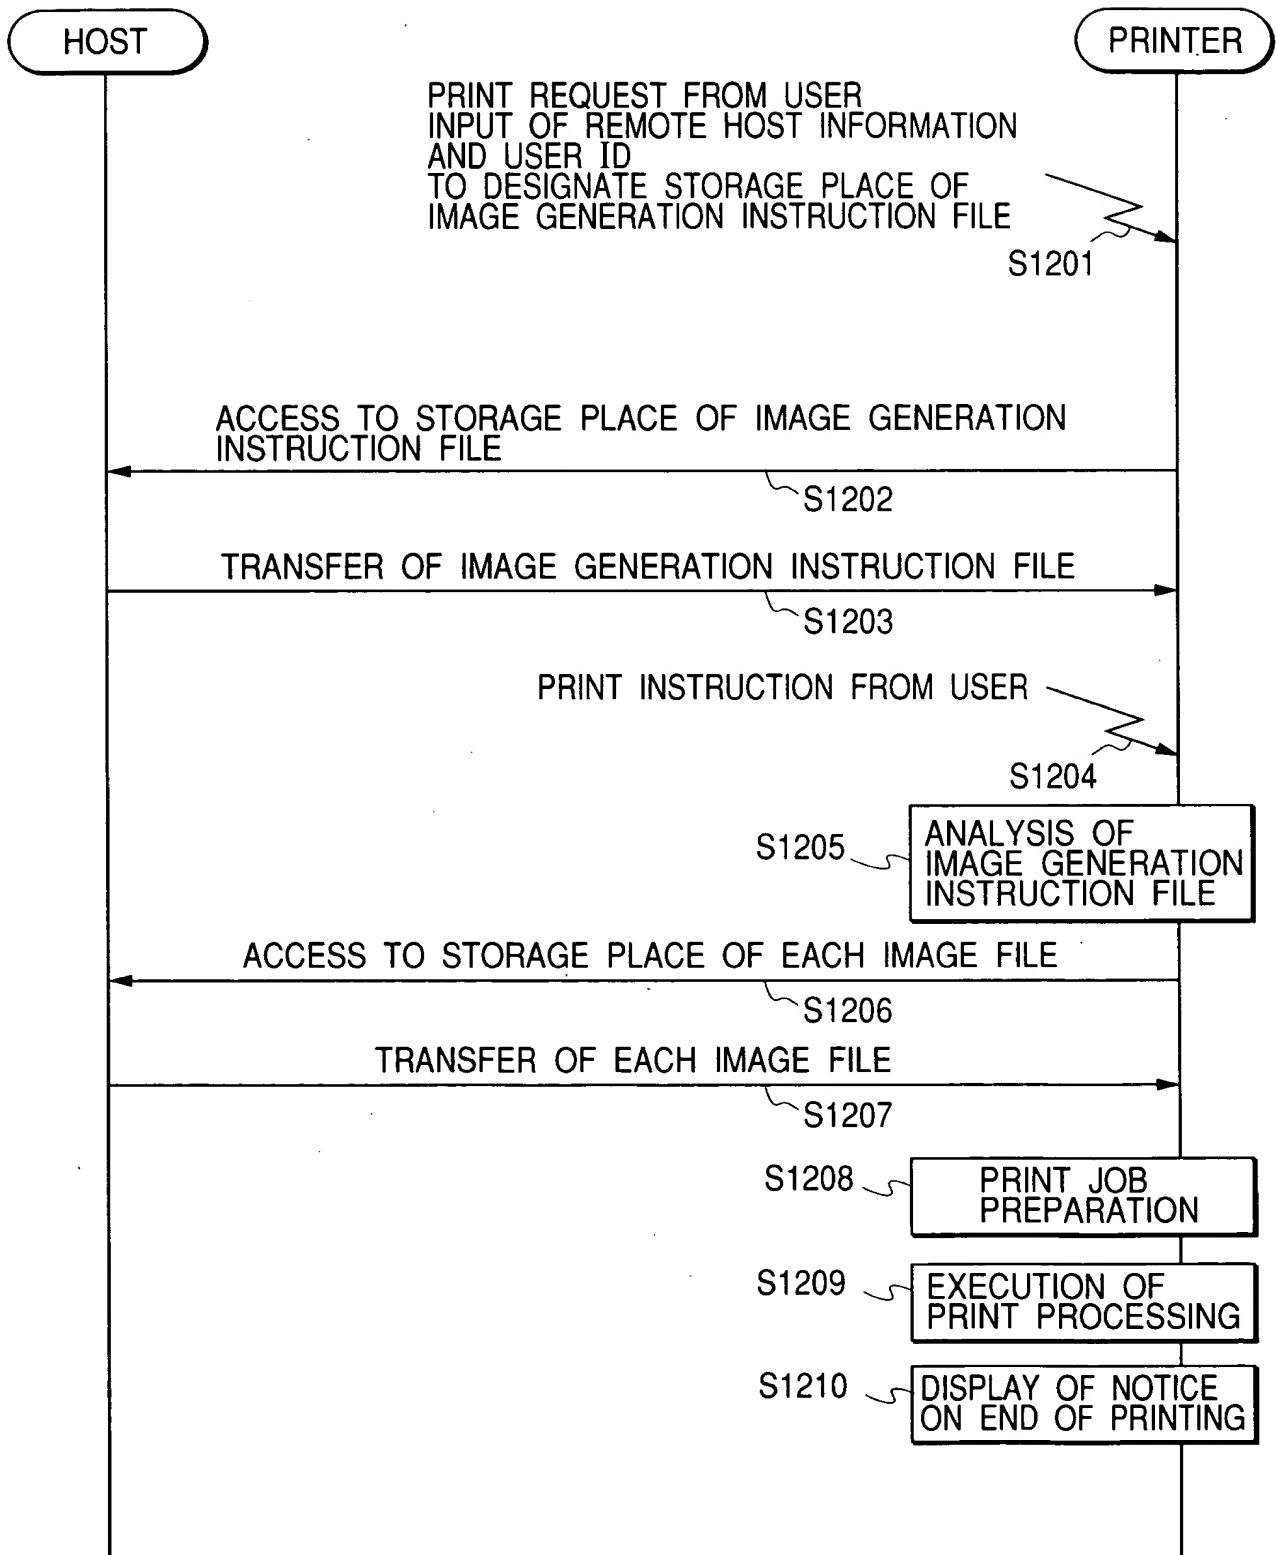 HOST
PRINTER
PRINT REQUEST FROM USER
INPUT OF REMOTE HOST INFORMATION
AND USER ID
TO DESIGNATE STORAGE PLACE OF
IMAGE GENERATION INSTRUCTION FILE
S1201
ACCESS TO STORAGE PLACE OF IMAGE GENERATION
INSTRUCTION FILE
S1202
TRANSFER OF IMAGE GENERATION INSTRUCTION FILE
S1203
PRINT INSTRUCTION FROM USER
S1204
S1205
ANALYSIS OF
IMAGE GENERATION
INSTRUCTION FILE
ACCESS TO STORAGE PLACE OF EACH IMAGE FILE
S1206
TRANSFER OF EACH IMAGE FILE
S1207
S1208
PRINT JOB
PREPARATION
S1209
EXECUTION OF
PRINT PROCESSING
S1210
DISPLAY OF NOTICE
ON END OF PRINTING